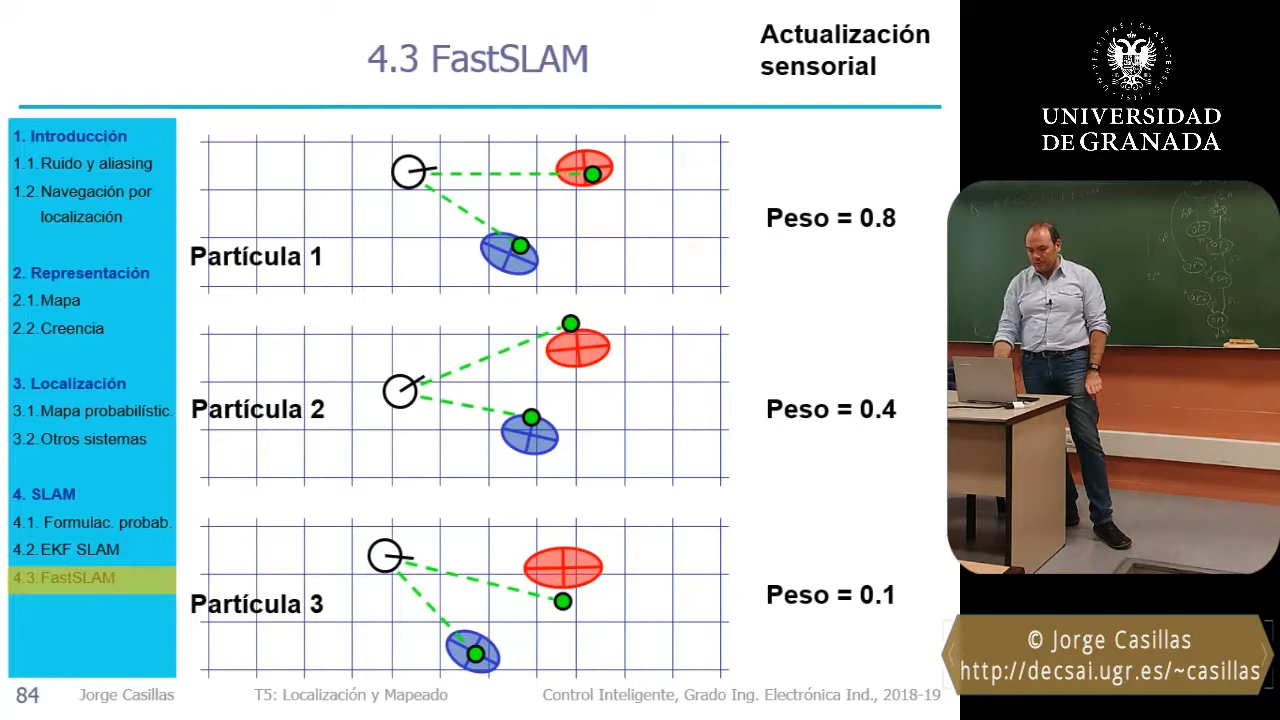 4.3 FastSLAM
Actualización
sensorial
1. Introducción
1.1. Ruido y aliasing
1.2. Navegación por
localización
2. Representación
2.1. Mapa
2.2. Creencia
3. Localización
3.1. Mapa probabilístic.
3.2. Otros sistemas
4. SLAM
4.1. Formulac. probab.
4.2. EKF SLAM
4.3. FastSLAM
Partícula 1
Peso = 0.8
Partícula 2
Peso = 0.4
Partícula 3
Peso = 0.1
84
Jorge Casillas
T5: Localización y Mapeado
Control Inteligente, Grado Ing. Electrónica Ind., 2018-19
UNIVERSIDAD
DE GRANADA
© Jorge Casillas
http://decsai.ugr.es/~casillas